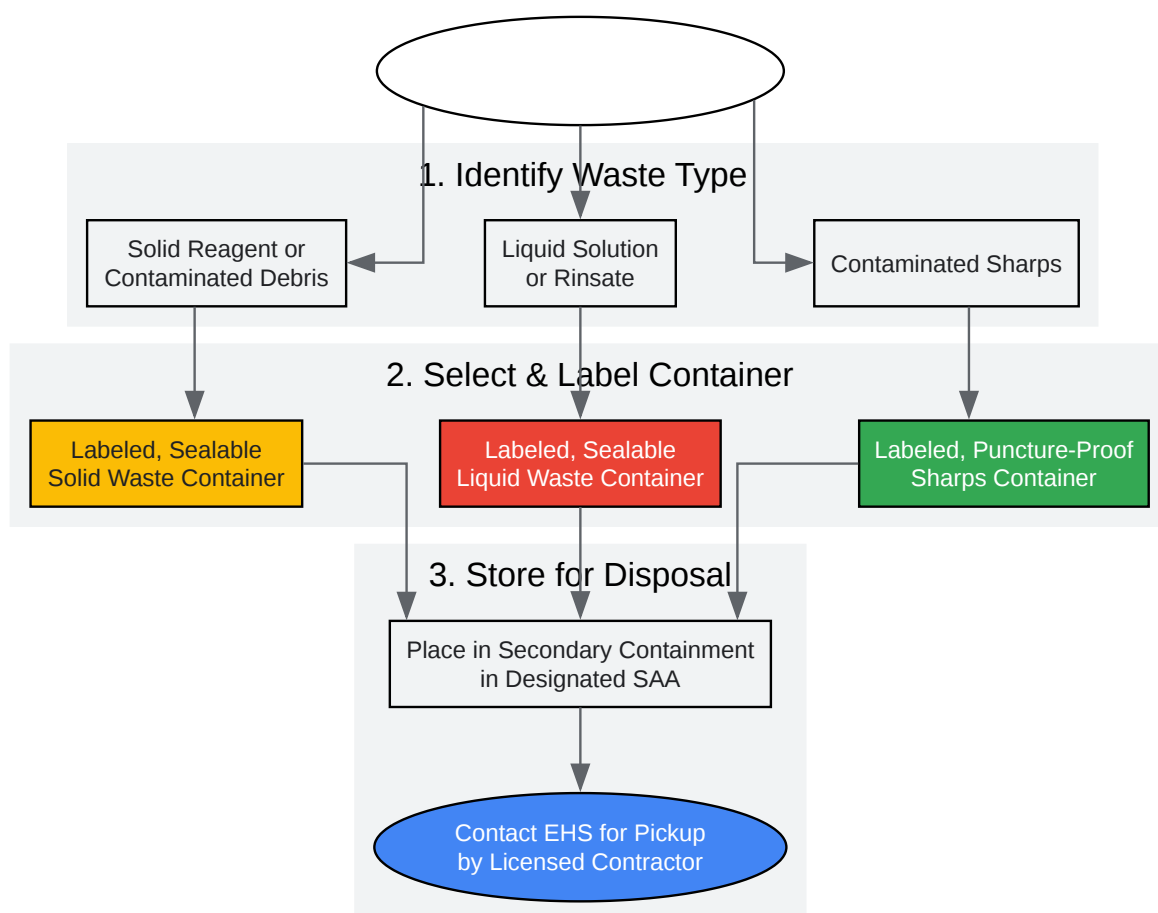 1. Identify Waste Type
Solid Reagent or
Contaminated Debris
Liquid Solution
or Rinsate
Contaminated Sharps
2. Select & Label Container
Labeled, Sealable
Solid Waste Container
Labeled, Sealable
Liquid Waste Container
Labeled, Puncture-Proof
Sharps Container
3. Store for Disposal
Place in Secondary Containment
in Designated SAA
Contact EHS for Pickup
by Licensed Contractor